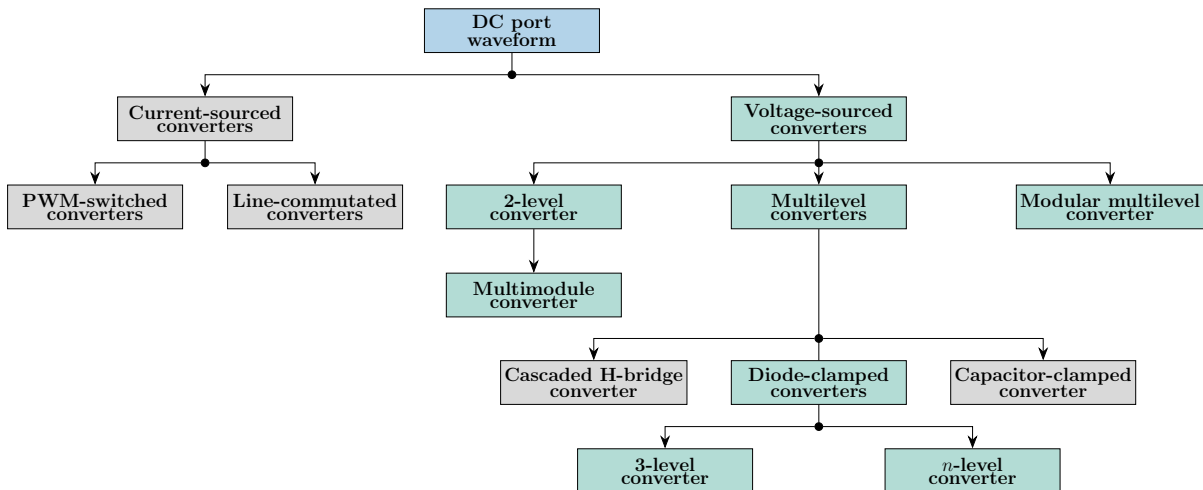 DC port
waveform
Current-sourced
converters
Voltage-sourced
converters
PWM-switched
converters
Line-commutated
converters
2-level
converter
Multilevel
converters
Modular multilevel
converter
Multimodule
converter
Cascaded H-bridge
converter
Diode-clamped
converters
Capacitor-clamped
converter
3-level
converter
n-level
converter